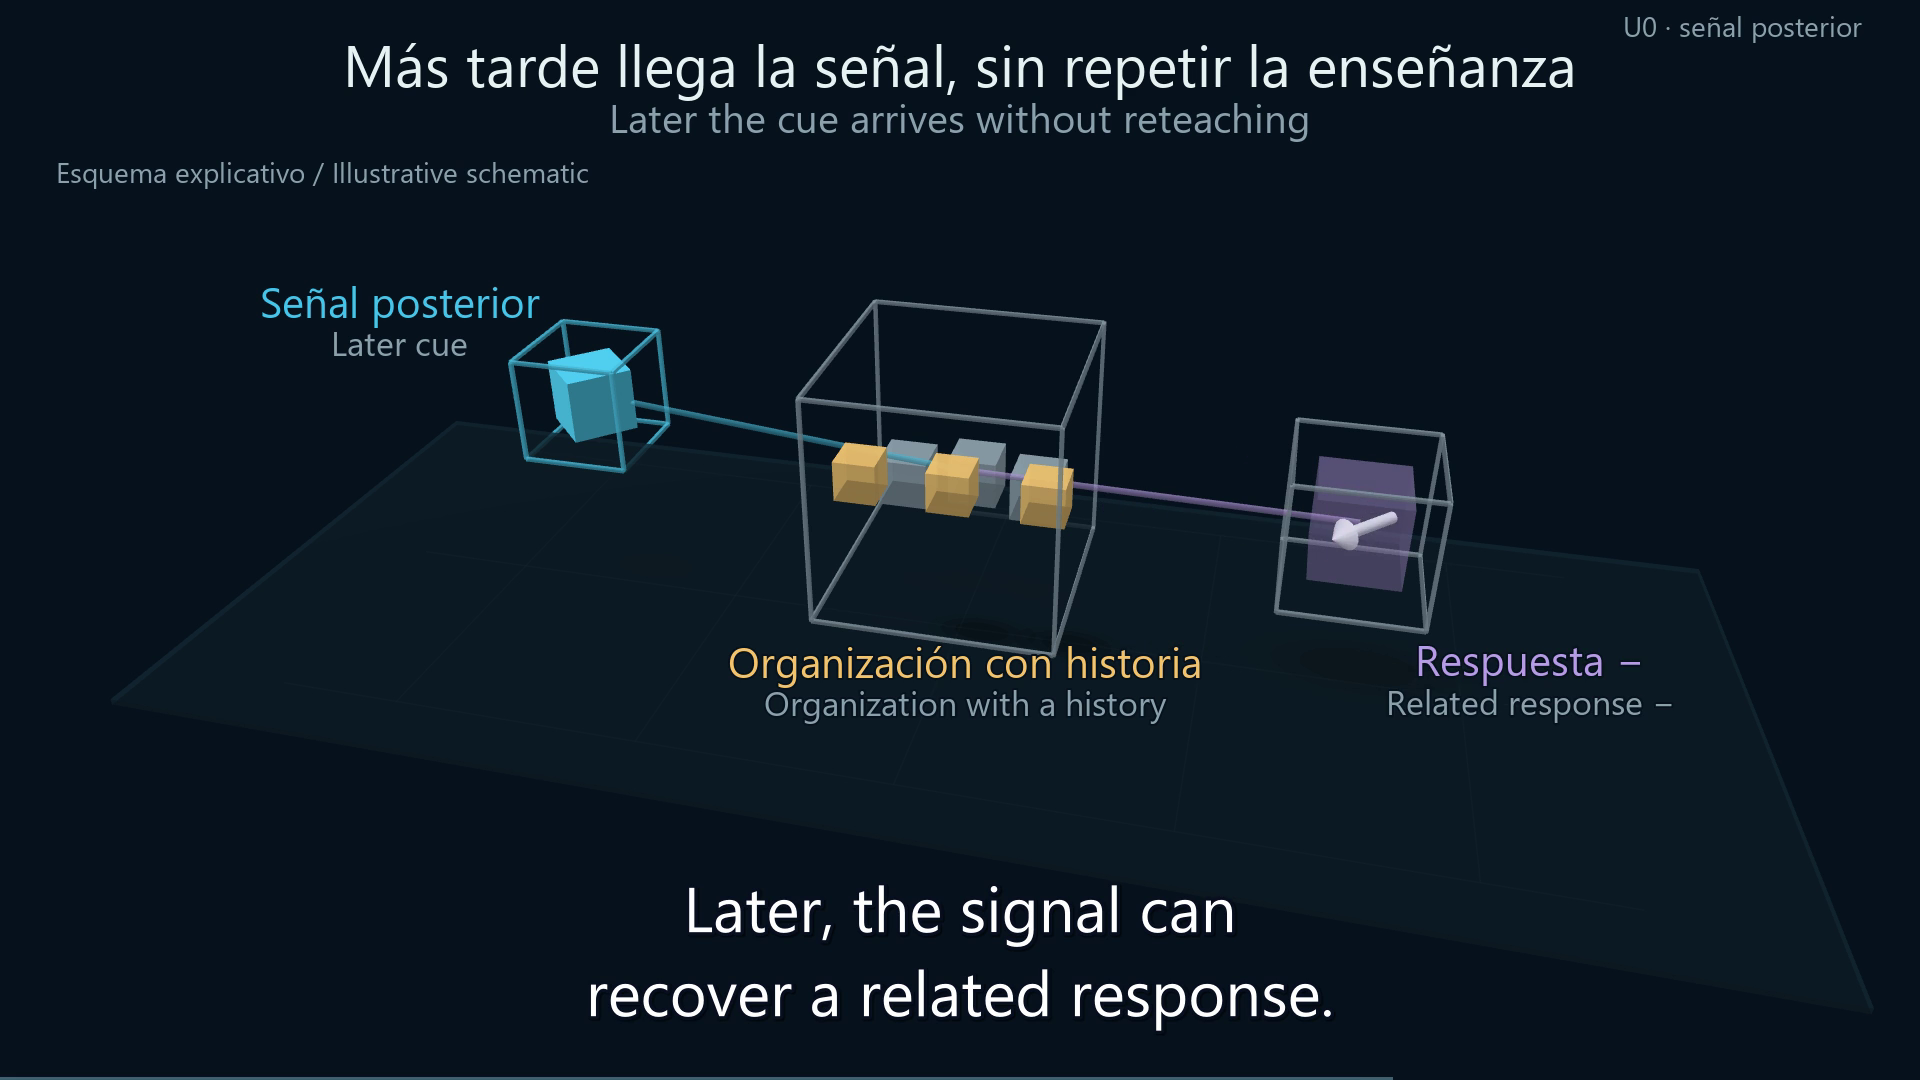 U0 · señal posterior
Más tarde llega la señal, sin repetir la enseñanza
Later the cue arrives without reteaching
Esquema explicativo / Illustrative schematic
Señal posterior
Later cue
Organización con historia
Organization with a history
Respuesta –
Related response –
Later, the signal can
recover a related response.